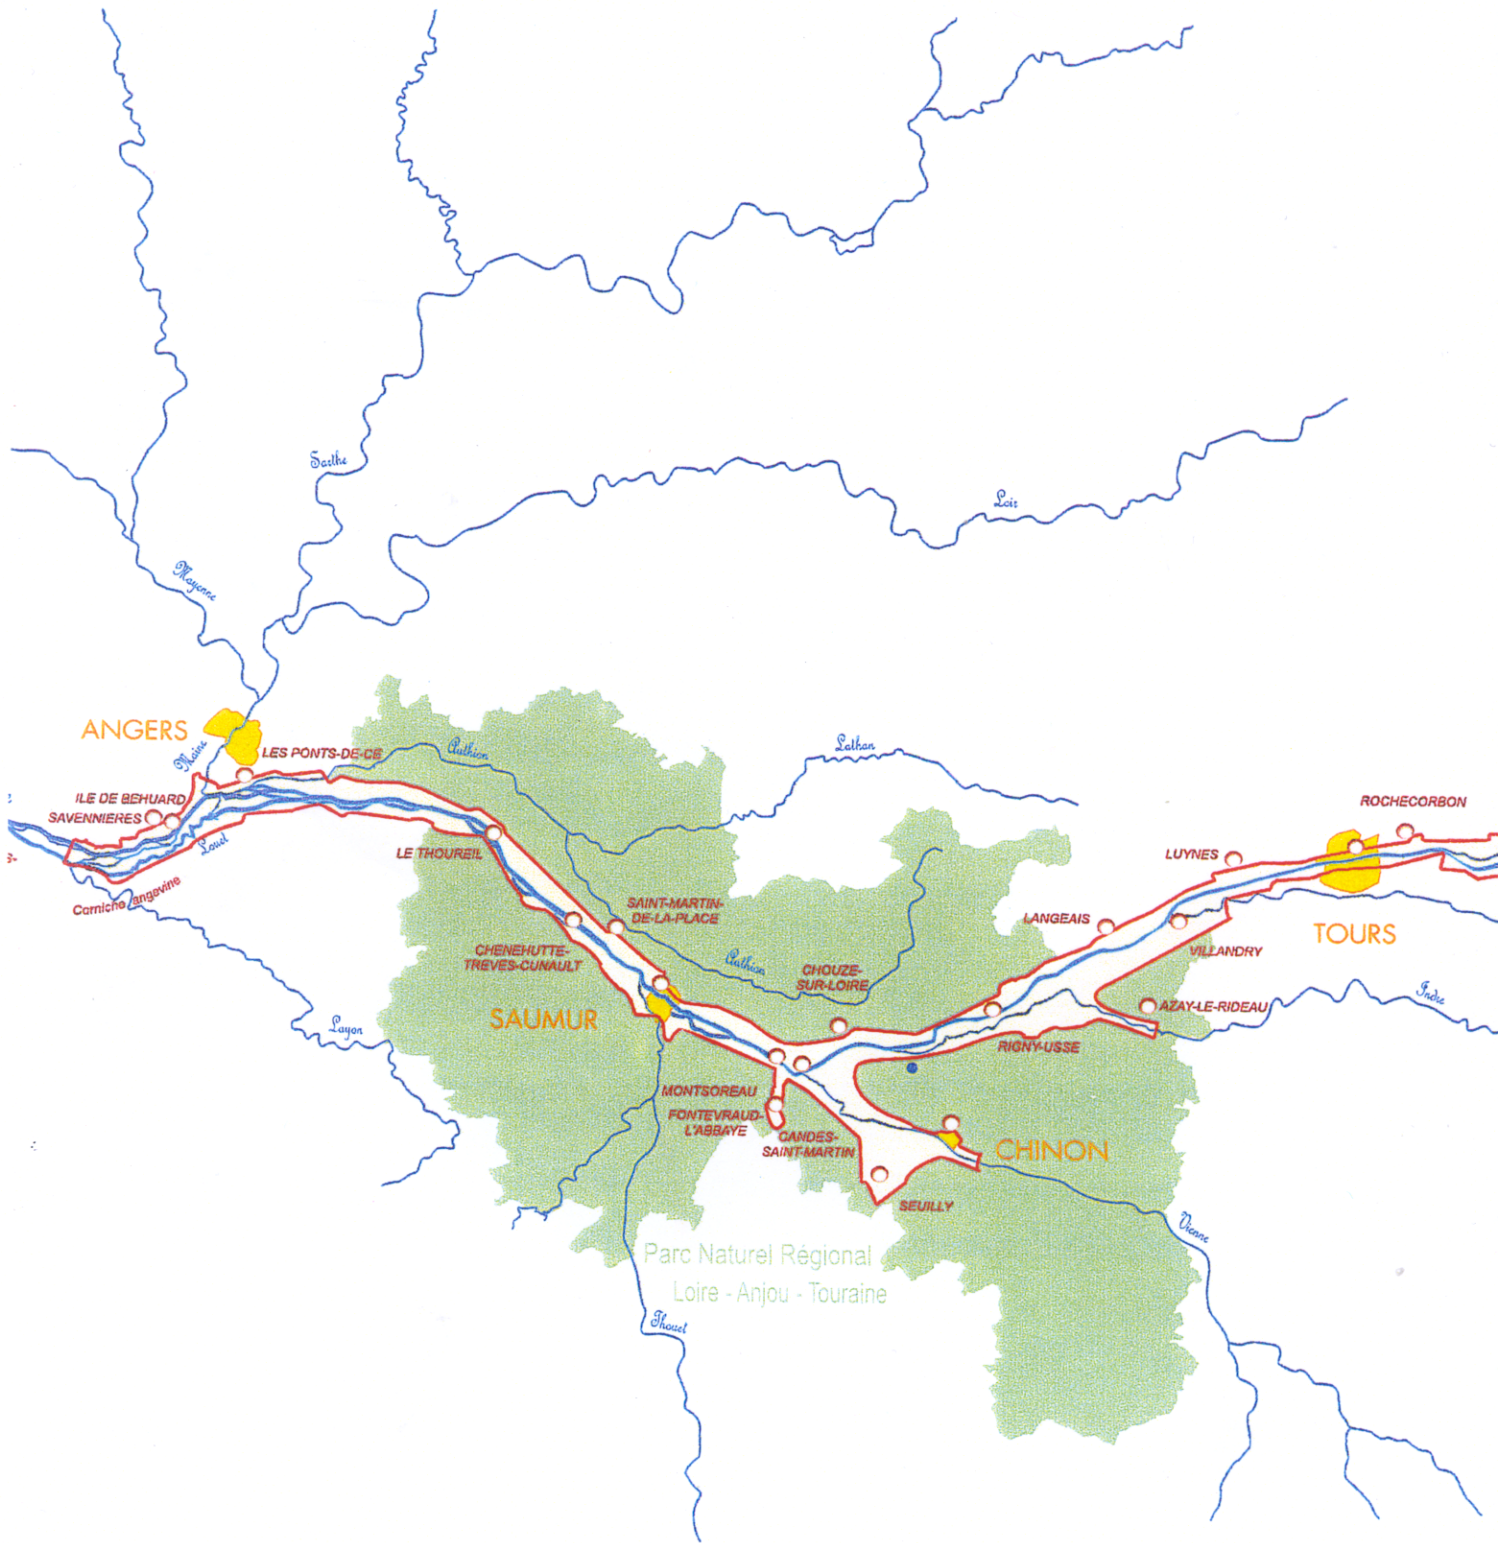 Sarthe
Loir
Mayenne
ANGERS
Maine
LES PONTS-DE-CE
Authion
Lathan
ILE DE BEHUARD
SAVENNIERES
ROCHECORBON
Louet
LE THOUREIL
LUYNES
Corniche angevine
SAINT-MARTIN-
DE-LA-PLACE
LANGEAIS
TOURS
CHENEHUTTE-
TREVES-CUNAULT
VILLANDRY
Authion
CHOUZE-
SUR-LOIRE
Indre
AZAY-LE-RIDEAU
SAUMUR
Layon
RIGNY-USSE
MONTSOREAU
FONTEVRAUD-
L'ABBAYE
CANDES-
SAINT-MARTIN
CHINON
SEUILLY
Vienne
Parc Naturel Régional
Loire - Anjou - Touraine
Thouet